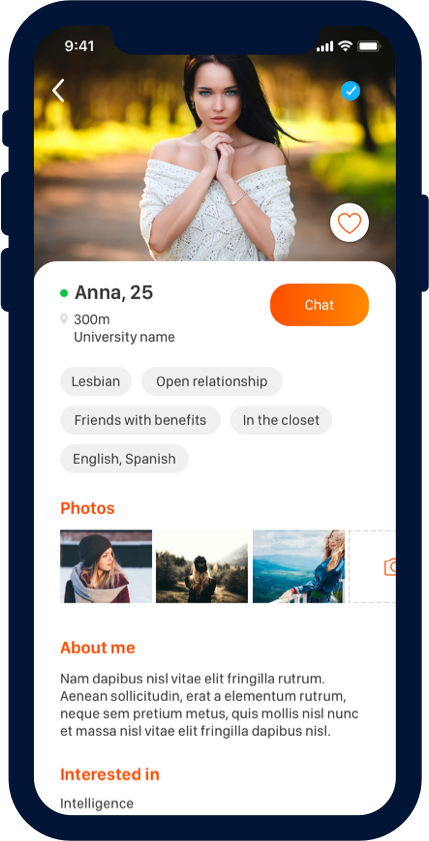 9:41
Anna, 25
Chat
300m
University name
Lesbian
Open relationship
Friends with benefits
In the closet
English, Spanish
Photos
About me
Nam dapibus nisl vitae elit fringilla rutrum.
Aenean sollicitudin, erat a elementum rutrum,
neque sem pretium metus, quis mollis nisl nunc
et massa nisl vitae elit fringilla dapibus nisl.
Interested in
Intelligence